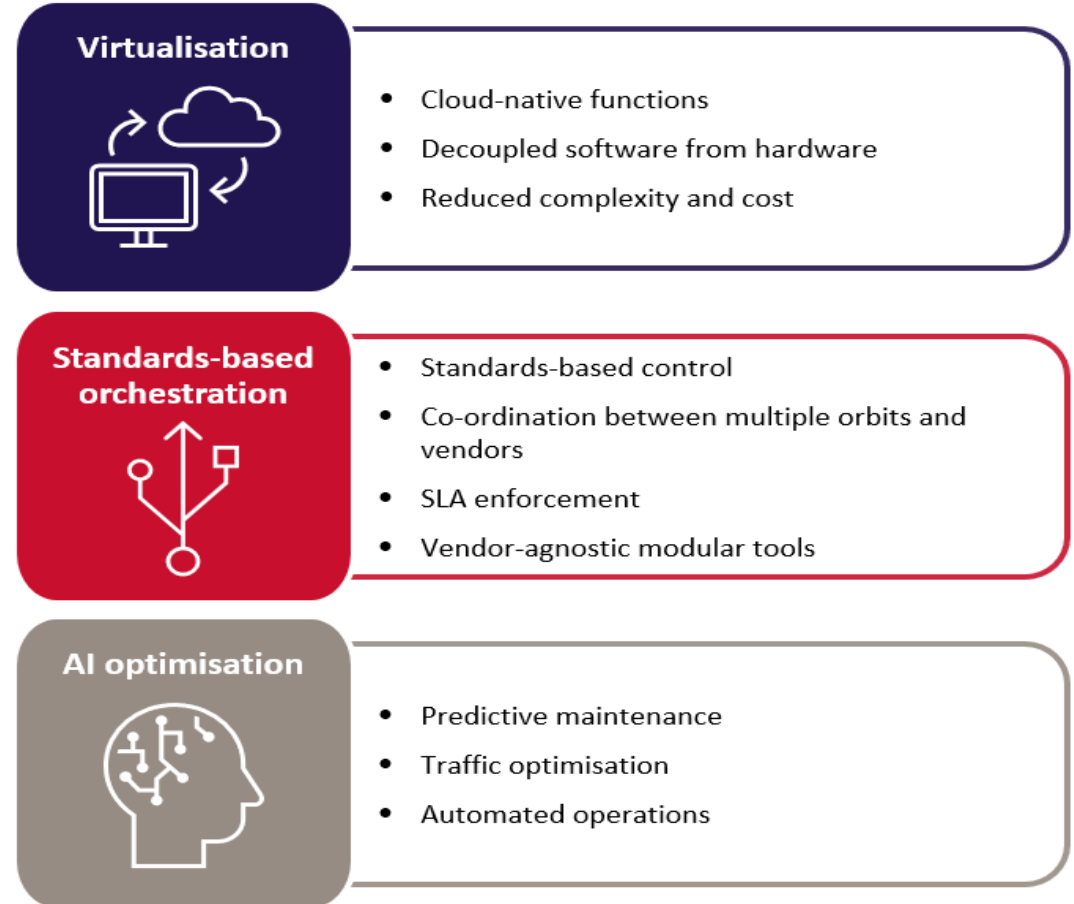 Virtualisation
• Cloud-native functions
• Decoupled software from hardware
• Reduced complexity and cost
Standards-based
orchestration
• Standards-based control
• Co-ordination between multiple orbits and
vendors
• SLA enforcement
• Vendor-agnostic modular tools
AI optimisation
• Predictive maintenance
• Traffic optimisation
• Automated operations